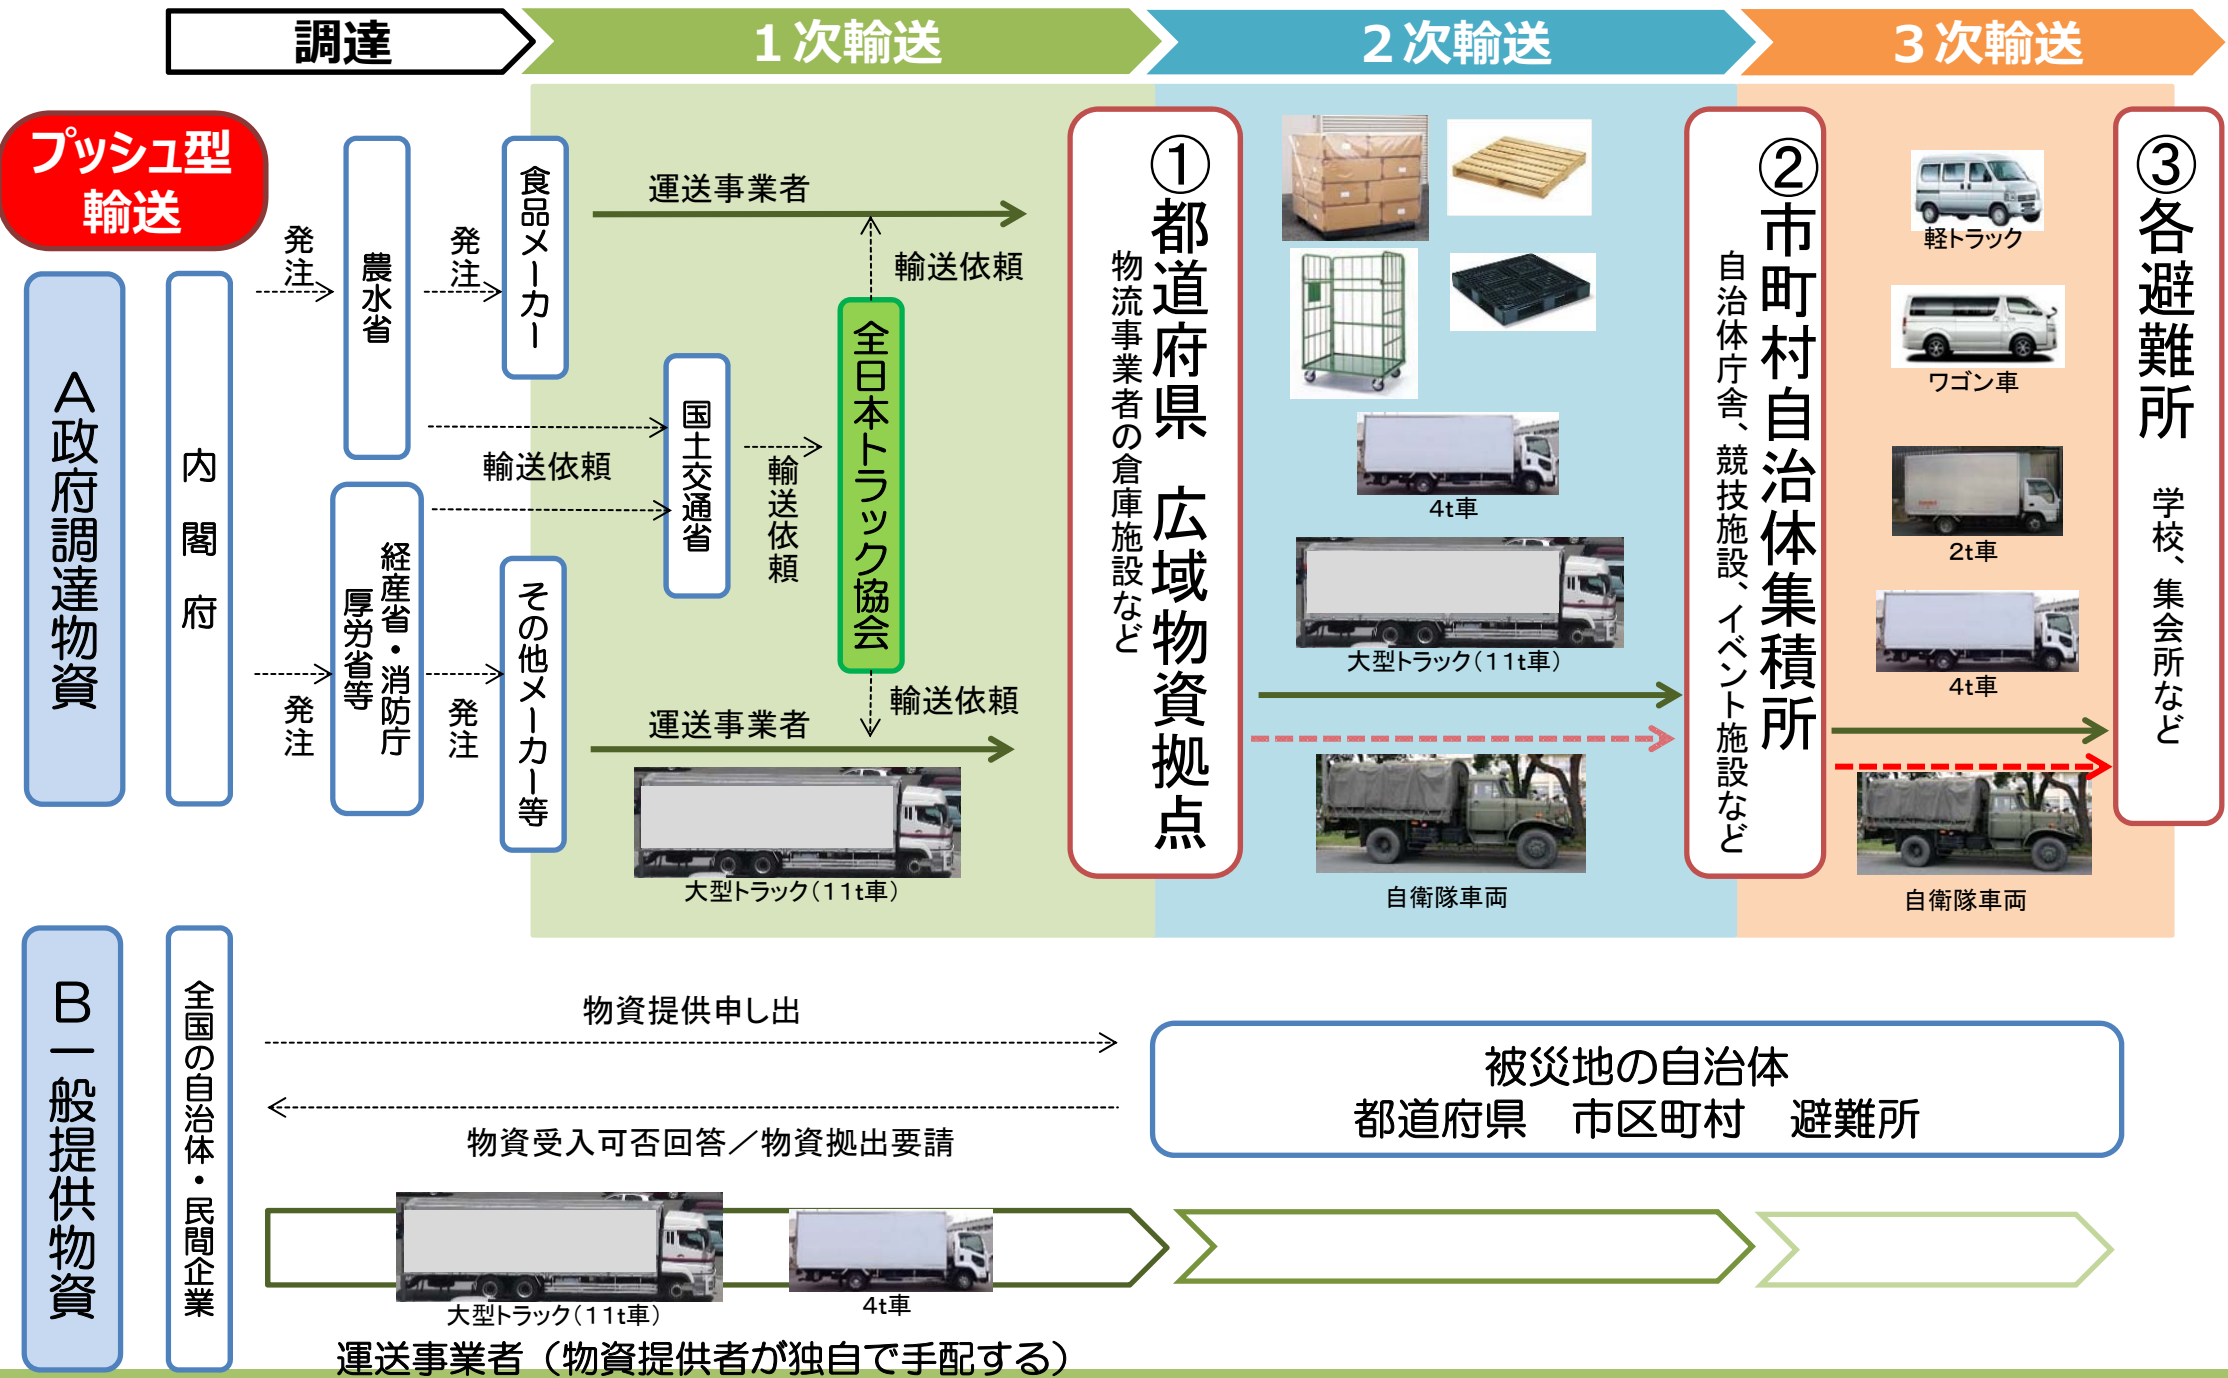 調達
1次輸送
2次輸送
3次輸送
プッシュ型
輸送
A政府調達物資
内閣府
発注
農水省
発注
食品メーカー
運送事業者
輸送依頼
全日本トラック協会
国土交通省
輸送依頼
輸送依頼
発注
経産省・消防庁
厚労省等
発注
その他メーカー等
輸送依頼
運送事業者
大型トラック(11t車)
①都道府県 広域物資拠点
物流事業者の倉庫施設など
4t車
大型トラック(11t車)
自衛隊車両
②市町村自治体集積所
自治体庁舎、競技施設、イベント施設など
軽トラック
ワゴン車
2t車
4t車
自衛隊車両
③各避難所
学校、集会所など
B一般提供物資
全国の自治体・民間企業
物資提供申し出
物資受入可否回答/物資拠出要請
被災地の自治体
都道府県 市区町村 避難所
大型トラック(11t車)
4t車
運送事業者(物資提供者が独自で手配する)